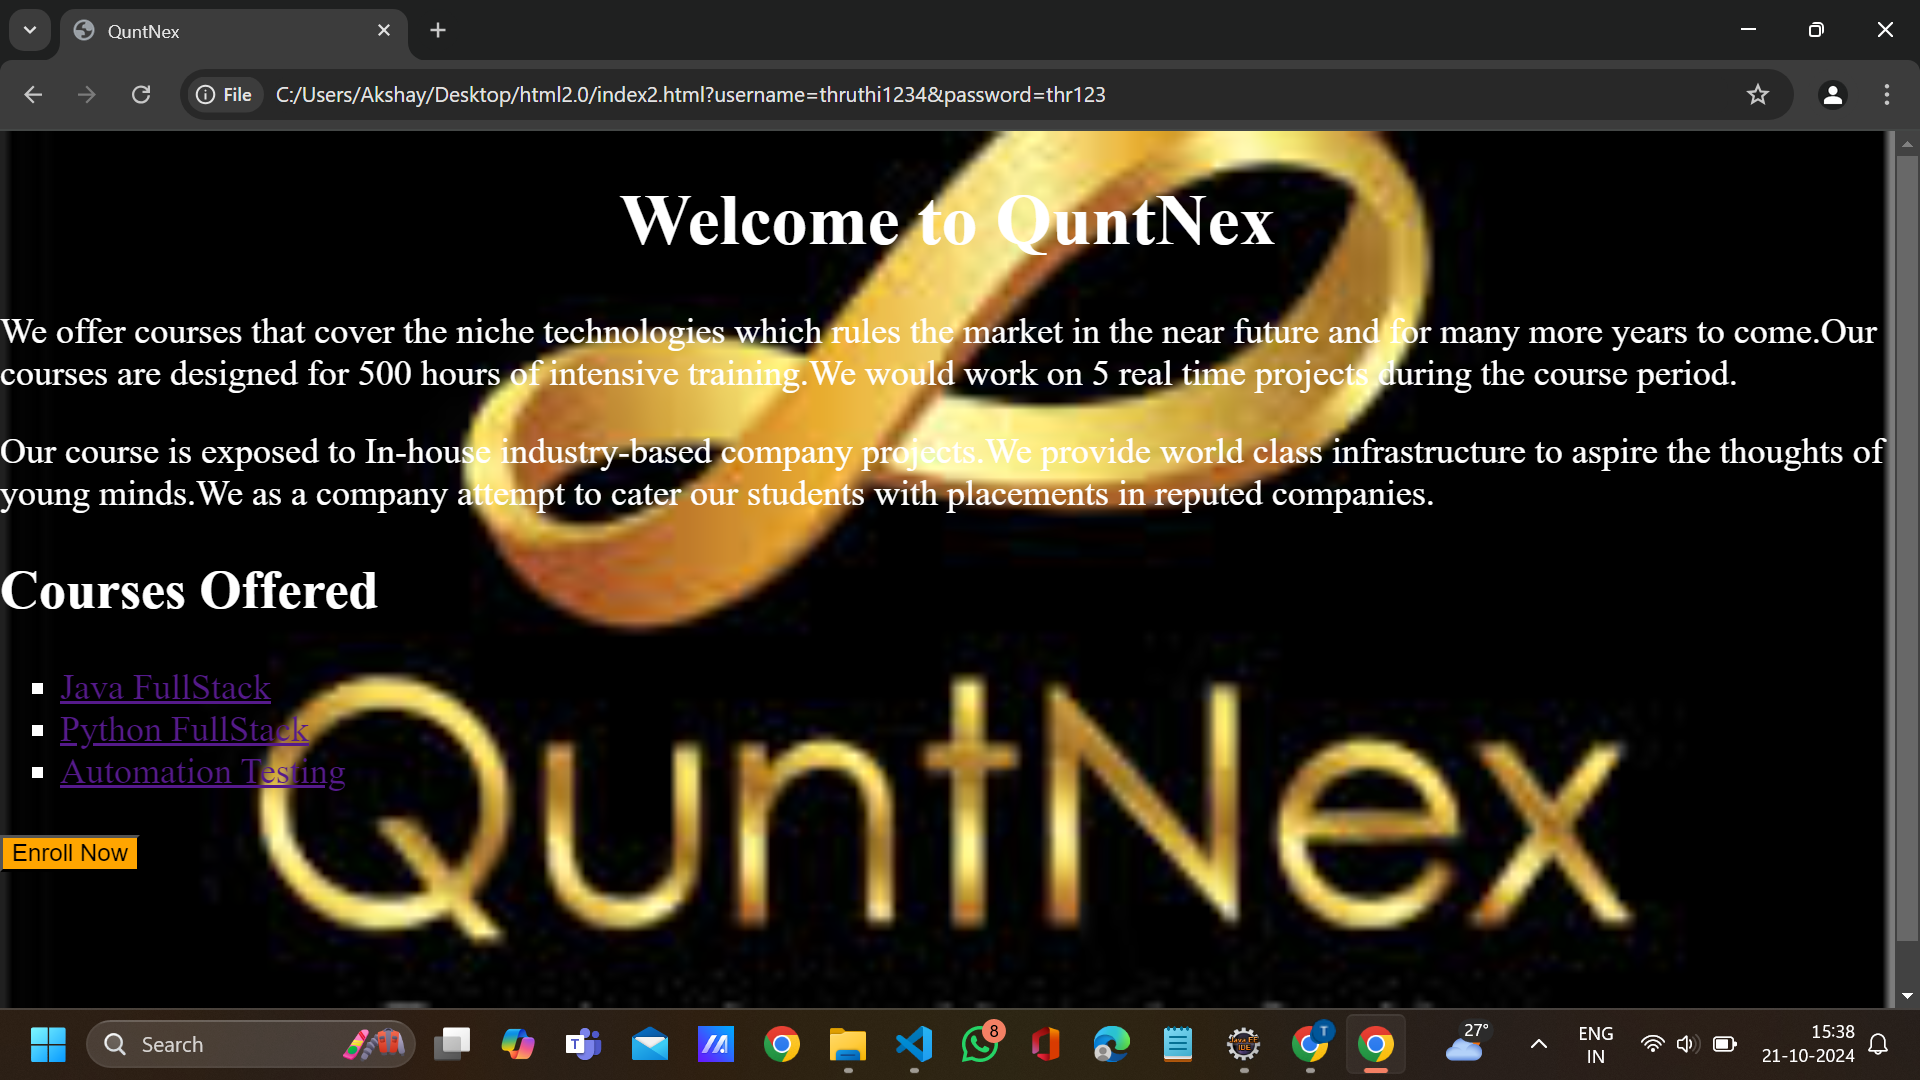 QuntNex
File C:/Users/Akshay/Desktop/html2.0/index2.html?username=thruthi1234&password=thr123
Welcome to QuntNex
We offer courses that cover the niche technologies which rules the market in the near future and for many more years to come.Our
courses are designed for 500 hours of intensive training.We would work on 5 real time projects during the course period.
Our course is exposed to In-house industry-based company projects.We provide world class infrastructure to aspire the thoughts of
young minds.We as a company attempt to cater our students with placements in reputed companies.
Courses Offered
Java FullStack
Python FullStack
Automation Testing
Enroll Now
QuntNex
Search
8
T
27°
ENG
IN
15:38
21-10-2024